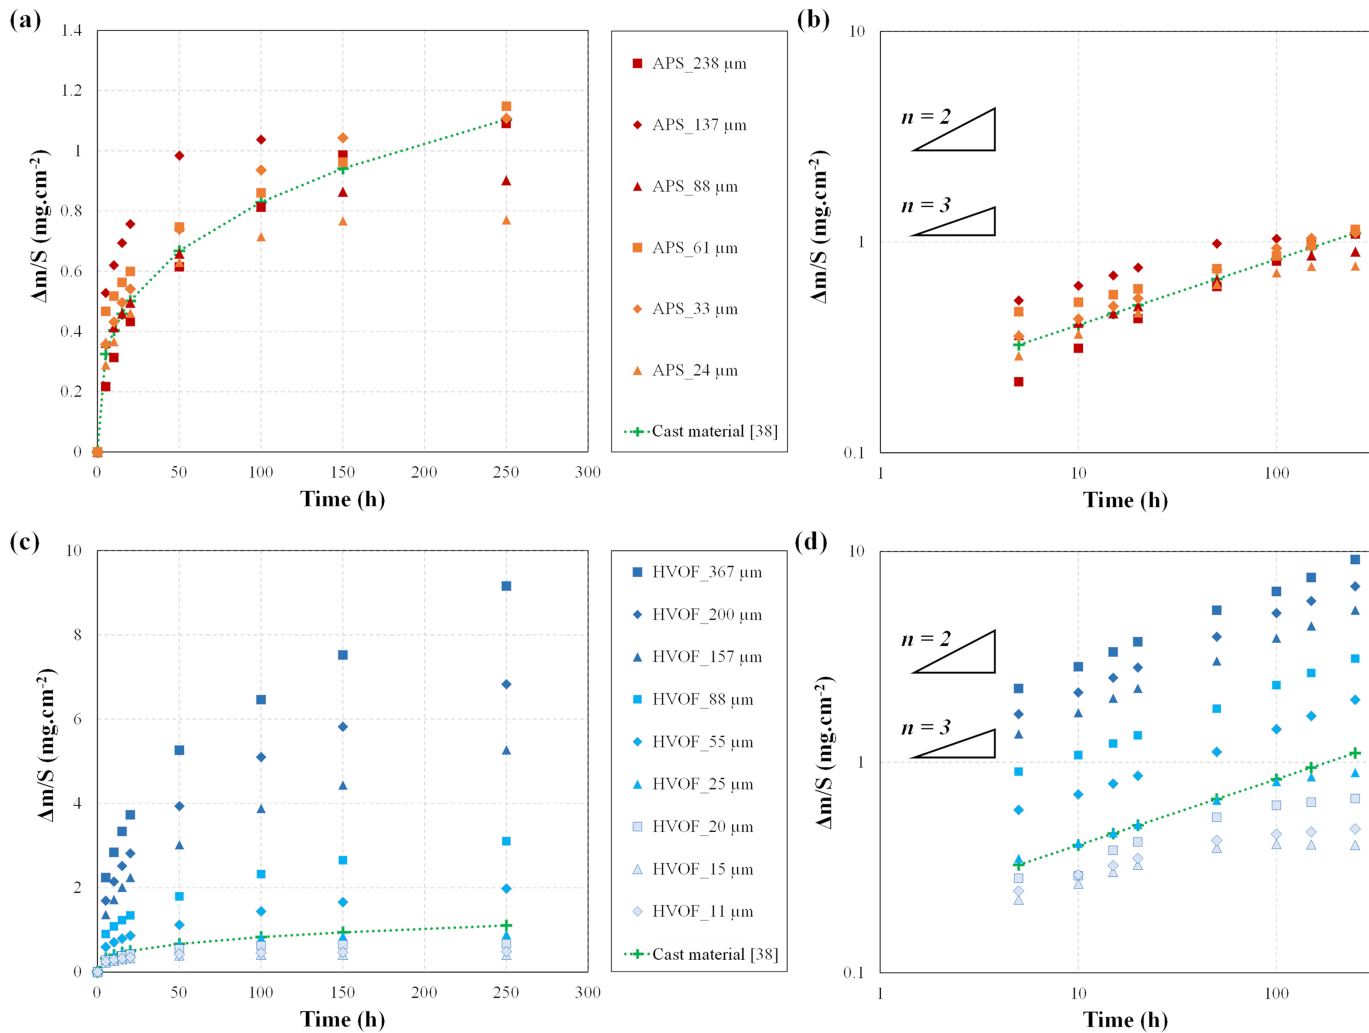 (a)
1.4
1.2
1
0.8
0.6
0.4
0.2
0
Δm/S (mg.cm-2)
0 50 100 150 200 250 300
Time (h)
APS_238 µm
APS_137 µm
APS_88 µm
APS_61 µm
APS_33 µm
APS_24 µm
Cast material [38]
(b)
10
1
0.1
Δm/S (mg.cm-2)
n = 2
n = 3
1 10 100
Time (h)
(c)
10
8
6
4
2
0
Δm/S (mg.cm-2)
0 50 100 150 200 250 300
Time (h)
HVOF_367 µm
HVOF_200 µm
HVOF_157 µm
HVOF_88 µm
HVOF_55 µm
HVOF_25 µm
HVOF_20 µm
HVOF_15 µm
HVOF_11 µm
Cast material [38]
(d)
10
1
0.1
Δm/S (mg.cm-2)
n = 2
n = 3
1 10 100
Time (h)